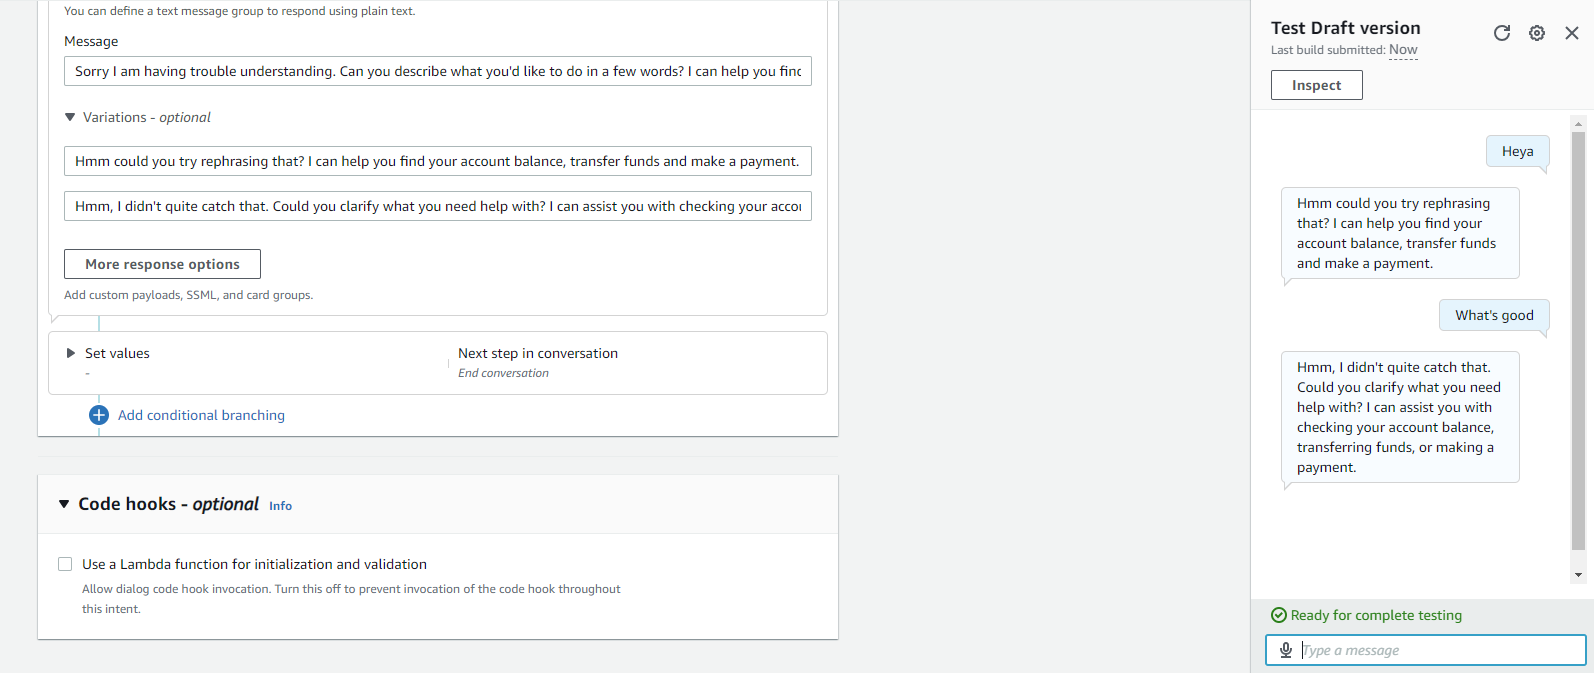 You can define a text message group to respond using plain text.
Message
Sorry I am having trouble understanding. Can you describe what you'd like to do in a few words? I can help you find
Variations - optional
Hmm could you try rephrasing that? I can help you find your account balance, transfer funds and make a payment.
Hmm, I didn't quite catch that. Could you clarify what you need help with? I can assist you with checking your accou
More response options
Add custom payloads, SSML, and card groups.
Set values
-
Next step in conversation
End conversation
Add conditional branching
Code hooks - optional Info
Use a Lambda function for initialization and validation
Allow dialog code hook invocation. Turn this off to prevent invocation of the code hook throughout
this intent.
Test Draft version
Last build submitted: Now
Inspect
Heya
Hmm could you try rephrasing
that? I can help you find your
account balance, transfer funds
and make a payment.
What's good
Hmm, I didn't quite catch that.
Could you clarify what you need
help with? I can assist you with
checking your account balance,
transferring funds, or making a
payment.
Ready for complete testing
Type a message